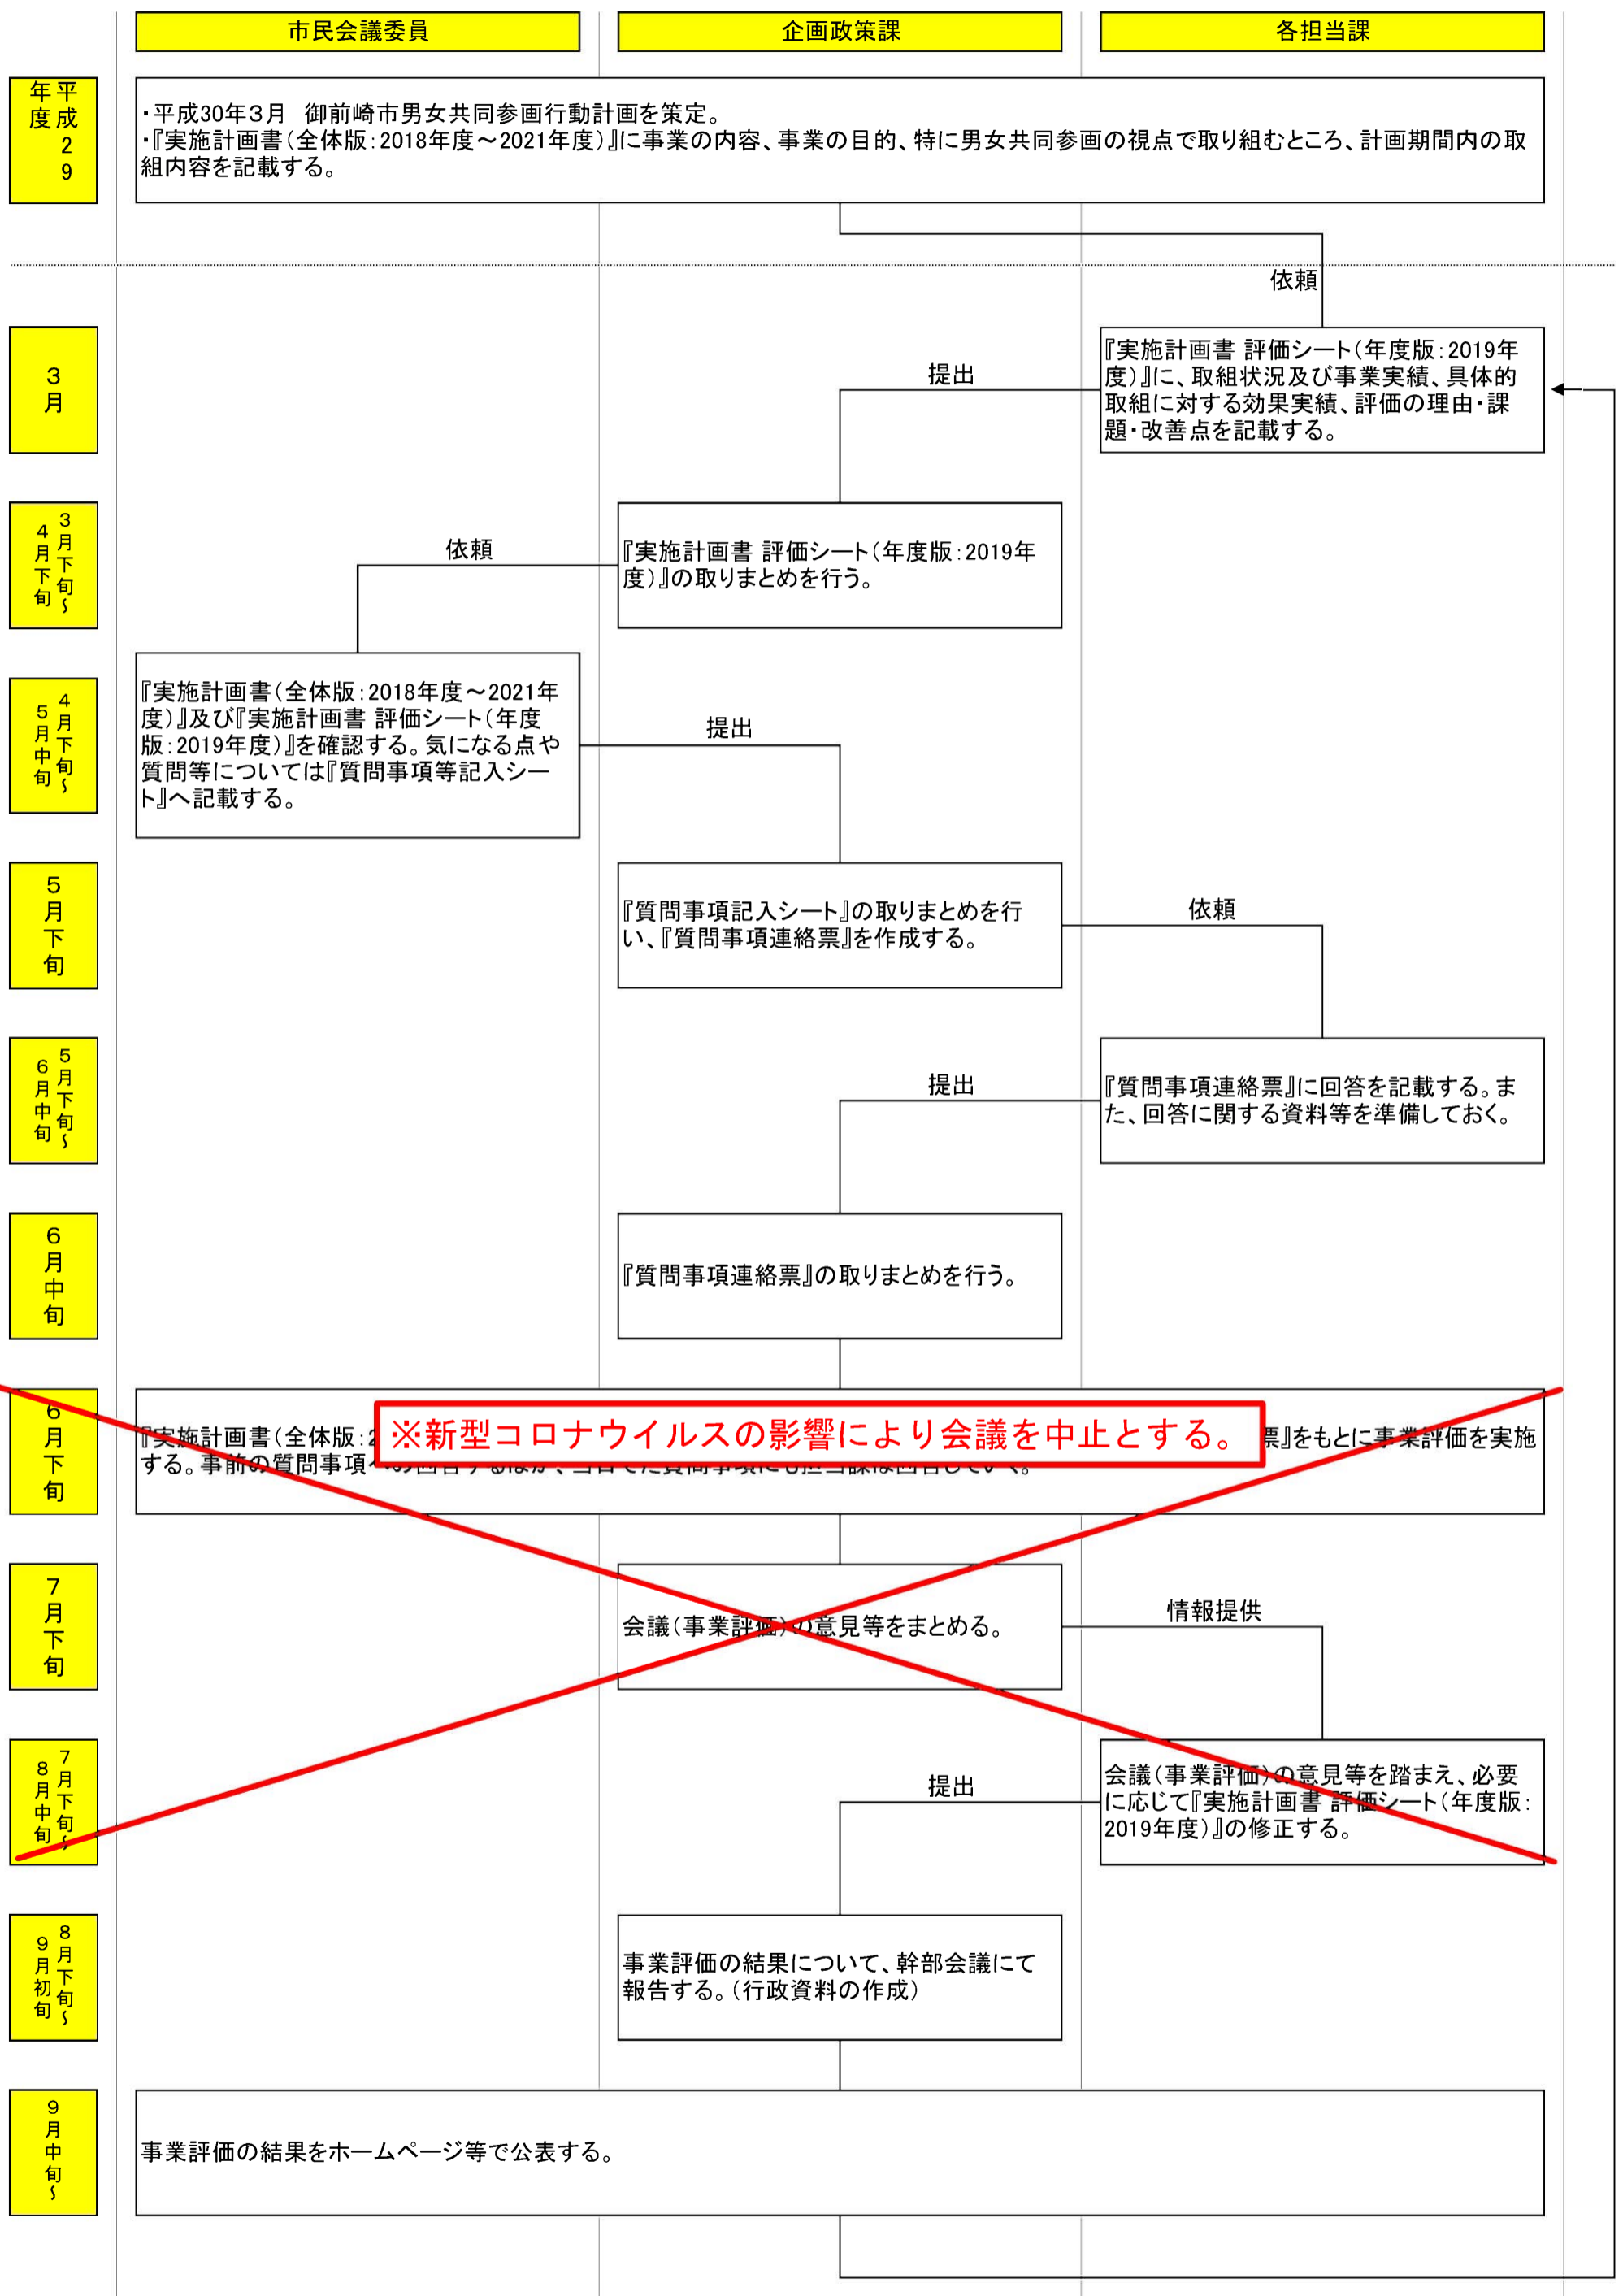 市民会議委員
企画政策課
各担当課
平成29
年度
・平成30年3月　御前崎市男女共同参画行動計画を策定。
・『実施計画書（全体版：2018年度～2021年度）』に事業の内容、事業の目的、特に男女共同参画の視点で取り組むところ、計画期間内の取
組内容を記載する。
依頼
3月
『実施計画書 評価シート（年度版：2019年
度）』に、取組状況及び事業実績、具体的
取組に対する効果実績、評価の理由・課
題・改善点を記載する。
提出
3月下旬～
4月下旬
『実施計画書 評価シート（年度版：2019年
度）』の取りまとめを行う。
依頼
4月下旬～
5月中旬
『実施計画書（全体版：2018年度～2021年
度）』及び『実施計画書 評価シート（年度
版：2019年度）』を確認する。気になる点や
質問等については『質問事項等記入シー
ト』へ記載する。
提出
5月下旬
『質問事項記入シート』の取りまとめを行
い、『質問事項連絡票』を作成する。
依頼
5月下旬～
6月中旬
『質問事項連絡票』に回答を記載する。ま
た、回答に関する資料等を準備しておく。
提出
6月中旬
『質問事項連絡票』の取りまとめを行う。
6月下旬
『実施計画書（全体版：2
※新型コロナウイルスの影響により会議を中止とする。
票』をもとに事業評価を実施
する。事前の質問事項への回答するほか、当日でた質問事項にも担当課は回答していく。
7月下旬
会議（事業評価）の意見等をまとめる。
情報提供
7月下旬～
8月中旬
会議（事業評価）の意見等を踏まえ、必要
に応じて『実施計画書 評価シート（年度版：
2019年度）』の修正する。
提出
8月下旬～
9月初旬
事業評価の結果について、幹部会議にて
報告する。（行政資料の作成）
9月中旬～
事業評価の結果をホームページ等で公表する。